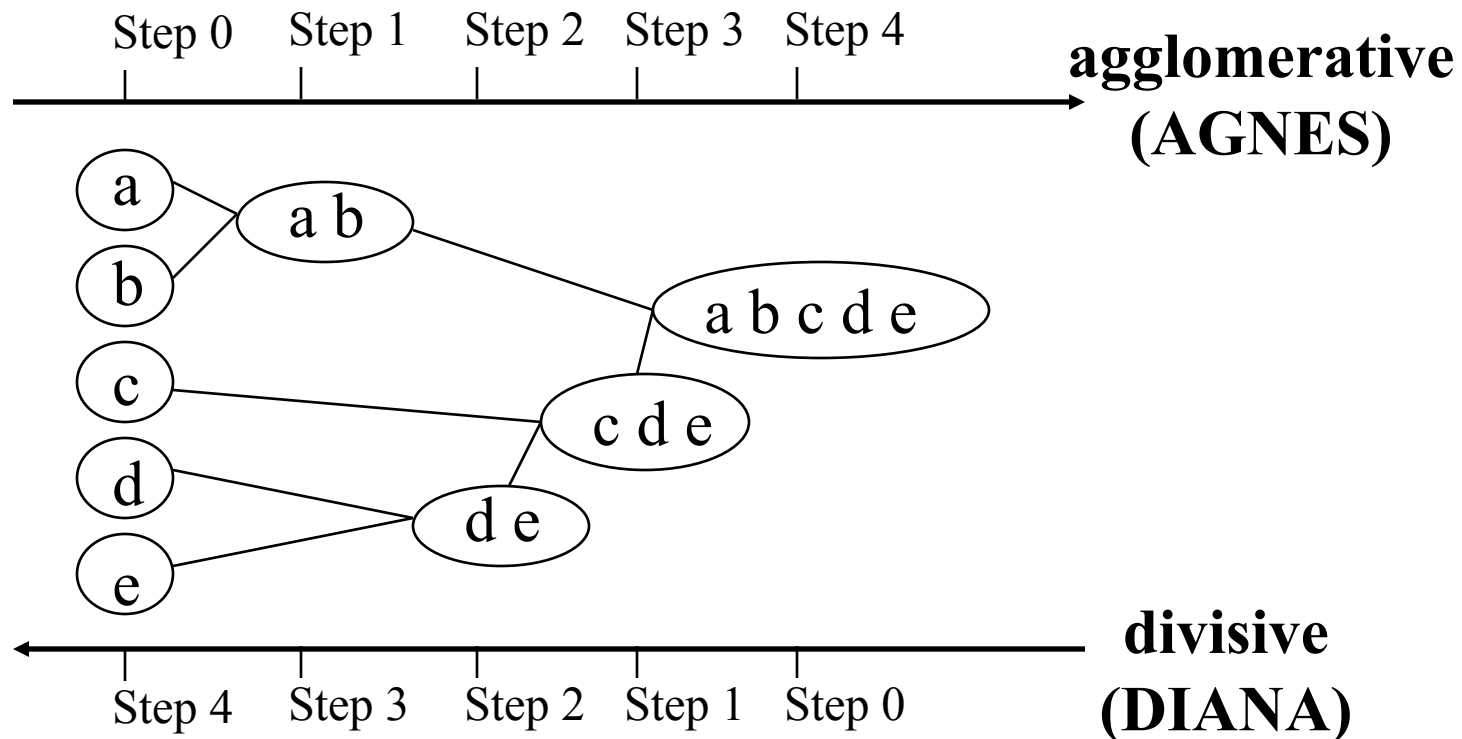 Step 0 Step 1 Step 2 Step 3 Step 4
agglomerative
(AGNES)
a
a b
b
a b c d e
c
c d e
d
d e
e
divisive
(DIANA)
Step 4 Step 3 Step 2 Step 1 Step 0